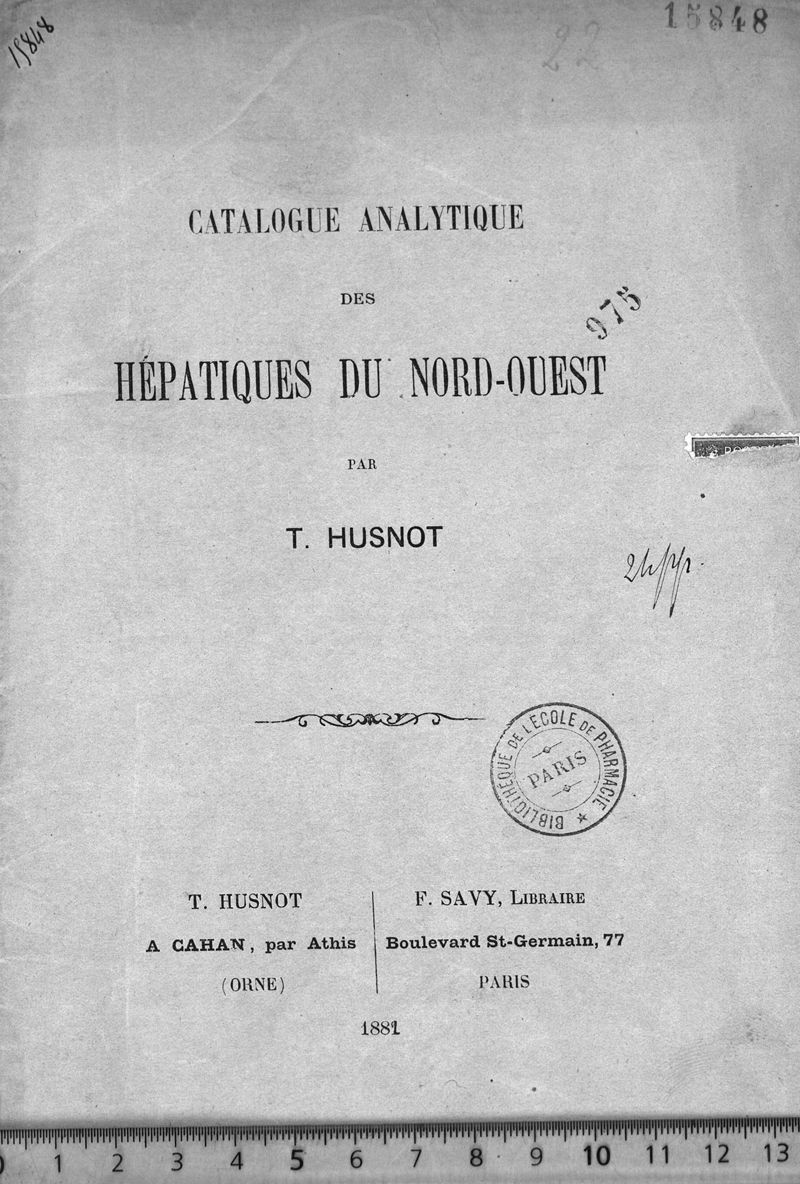 15848
15848
22
CATALOGUE ANALYTIQUE
DES
975
HÉPATIQUES DU NORD-OUEST
PAR
T. HUSNOT
24 pp.
BIBLIOTHÈQUE DE L'ÉCOLE DE PHARMACIE
PARIS
T. HUSNOT
A CAHAN, par Athis
(ORNE)
F. SAVY, LIBRAIRE
Boulevard St-Germain, 77
PARIS
1881
1 2 3 4 5 6 7 8 9 10 11 12 13